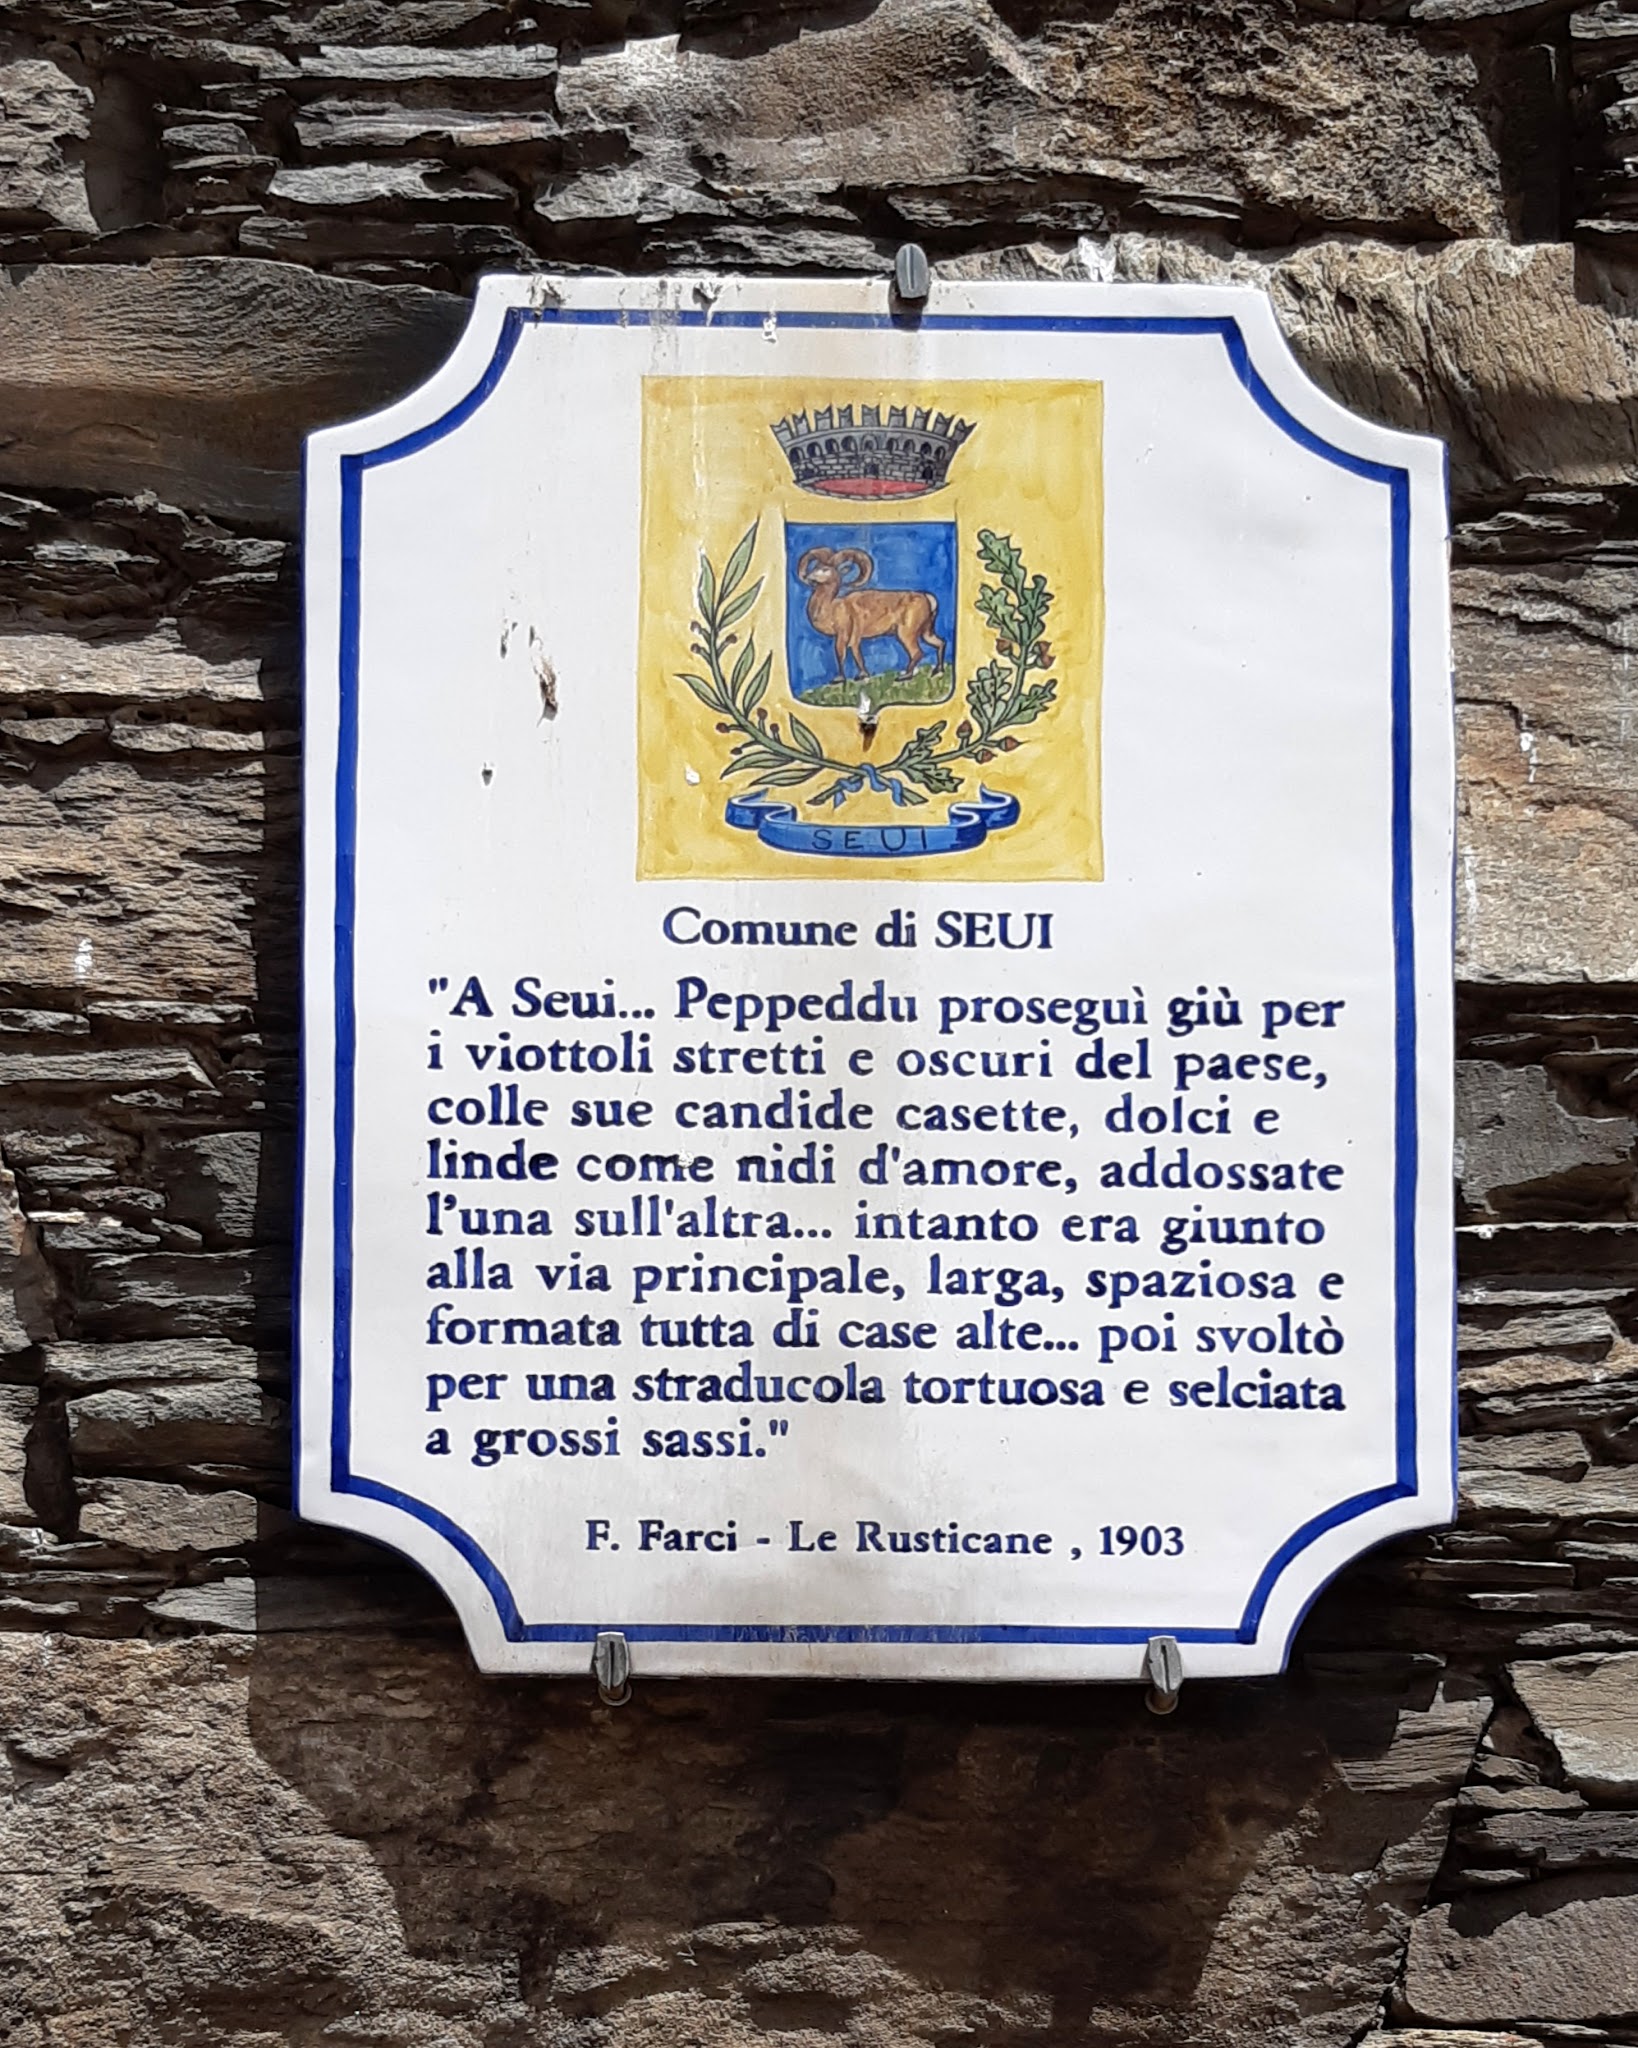 SEUI
Comune di SEUI
"A Seui... Peppeddu proseguì giù per
i viottoli stretti e oscuri del paese,
colle sue candide casette, dolci e
linde come nidi d'amore, addossate
l’una sull'altra... intanto era giunto
alla via principale, larga, spaziosa e
formata tutta di case alte... poi svoltò
per una straducola tortuosa e selciata
a grossi sassi."
F. Farci - Le Rusticane , 1903